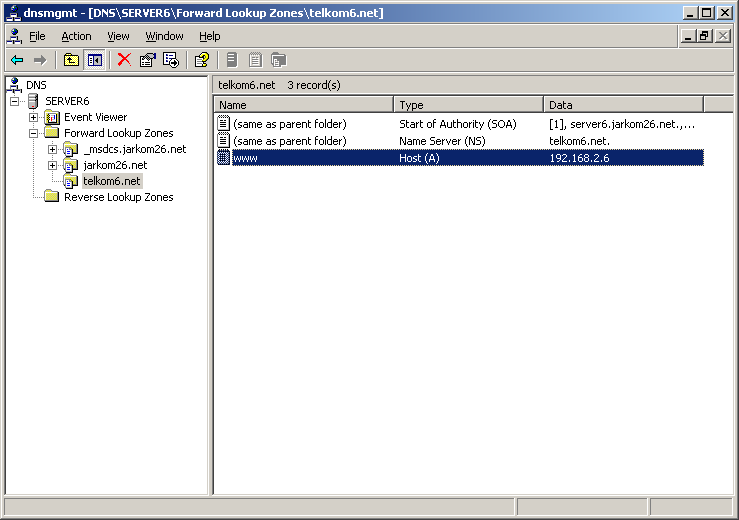 dnsmgmt - [DNS\SERVER6\Forward Lookup Zones\telkom6.net]
File Action View Window Help
DNS
SERVER6
Event Viewer
Forward Lookup Zones
_msdcs.jarkom26.net
jarkom26.net
telkom6.net
Reverse Lookup Zones
telkom6.net 3 record(s)
Name Type Data
(same as parent folder) Start of Authority (SOA) [1], server6.jarkom26.net.,...
(same as parent folder) Name Server (NS) telkom6.net.
www Host (A) 192.168.2.6